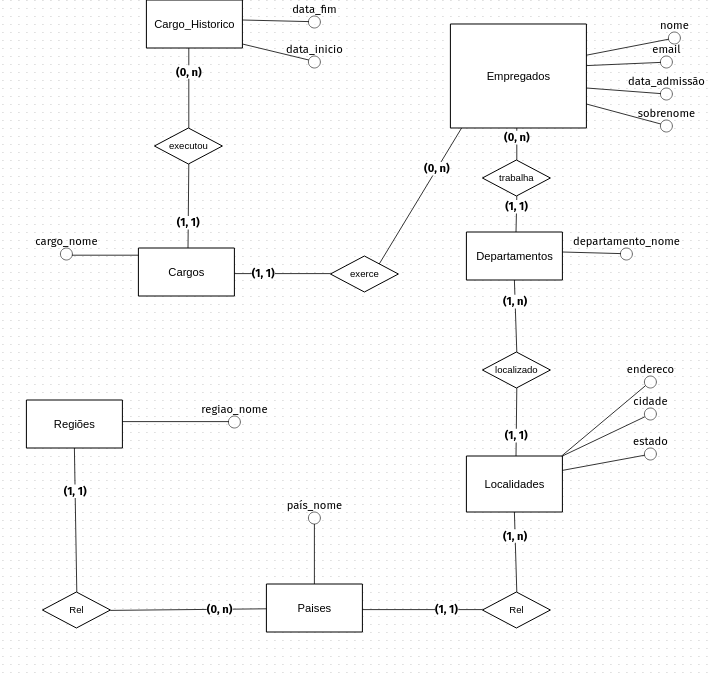 data_fim
Cargo_Historico
data_inicio
(0, n)
executou
(1, 1)
cargo_nome
Cargos
(1, 1)
exerce
(0, n)
nome
email
Empregados
data_admissão
sobrenome
(0, n)
trabalha
(1, 1)
departamento_nome
Departamentos
(1, n)
localizado
(1, 1)
endereco
cidade
estado
Localidades
(1, n)
Regiões
regiao_nome
(1, 1)
país_nome
Rel
(0, n)
Paises
(1, 1)
Rel